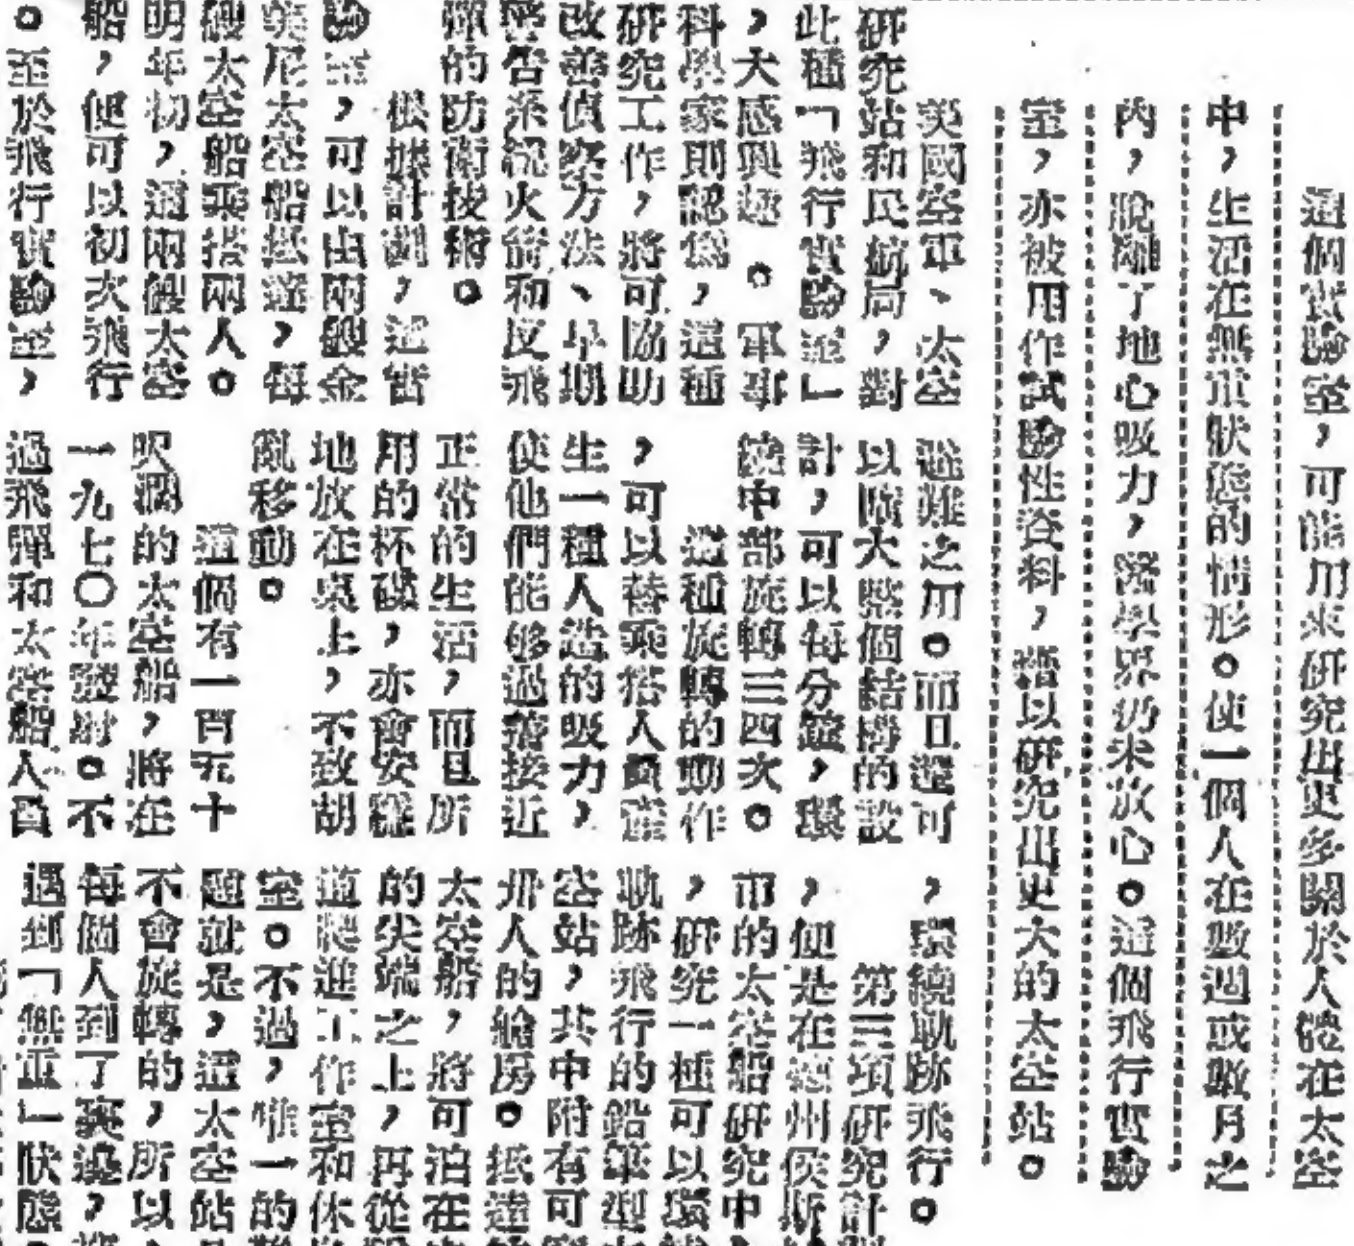 這個實驗室，可能用來研究出更多關於人體在太空
中，生活在無重狀態的情形。使一個人在數週或數月之
內，脫離了地心吸力，醫學界仍未放心。這個飛行實驗
室，亦被用作試驗性資料，藉以研究出更大的太空站。
美國空軍、太空
研究站和民航局，對
此種「飛行實驗室」
，大感興趣。軍事
科學家則認為，這種
研究工作，將可協助
改善偵察方法、早期
警告系統火箭和反飛
彈的防衛技術。
根據計劃，這實
驗室，可以由兩艘金
美尼太空船抵達，每
艘太空船乘搭兩人。
明年初，這兩艘太空
船，便可以初次飛行
。至於飛行實驗室，
避難之用。而且還可
以隨大整個結構的設
計，可以每分鐘，環
繞中部旋轉三四次。
這種旋轉的動作
，可以替乘搭人員產
生一種人造的吸力，
使他們能够過著接近
正常的生活，而且所
用的杯碟，亦會安穩
地放在桌上，不致胡
亂移動。
這個有一百五十
呎濶的太空船，將在
一九七〇年發射。不
過飛彈和太空船人員
，環繞軌跡飛行。
第三項研究計
，便是在德州侯斯
市的太空船研究中
，研究一種可以環
軌跡飛行的鉛筆型
空站，共中附有可
卅人的艙房。抵達
太空船，將可泊在
的尖端之上，再從
道爬進工作室和休
室。不過，惟一的
題就是，這太空站
不會旋轉的，所以
每個人到了裏邊，
遇到「無重」狀態